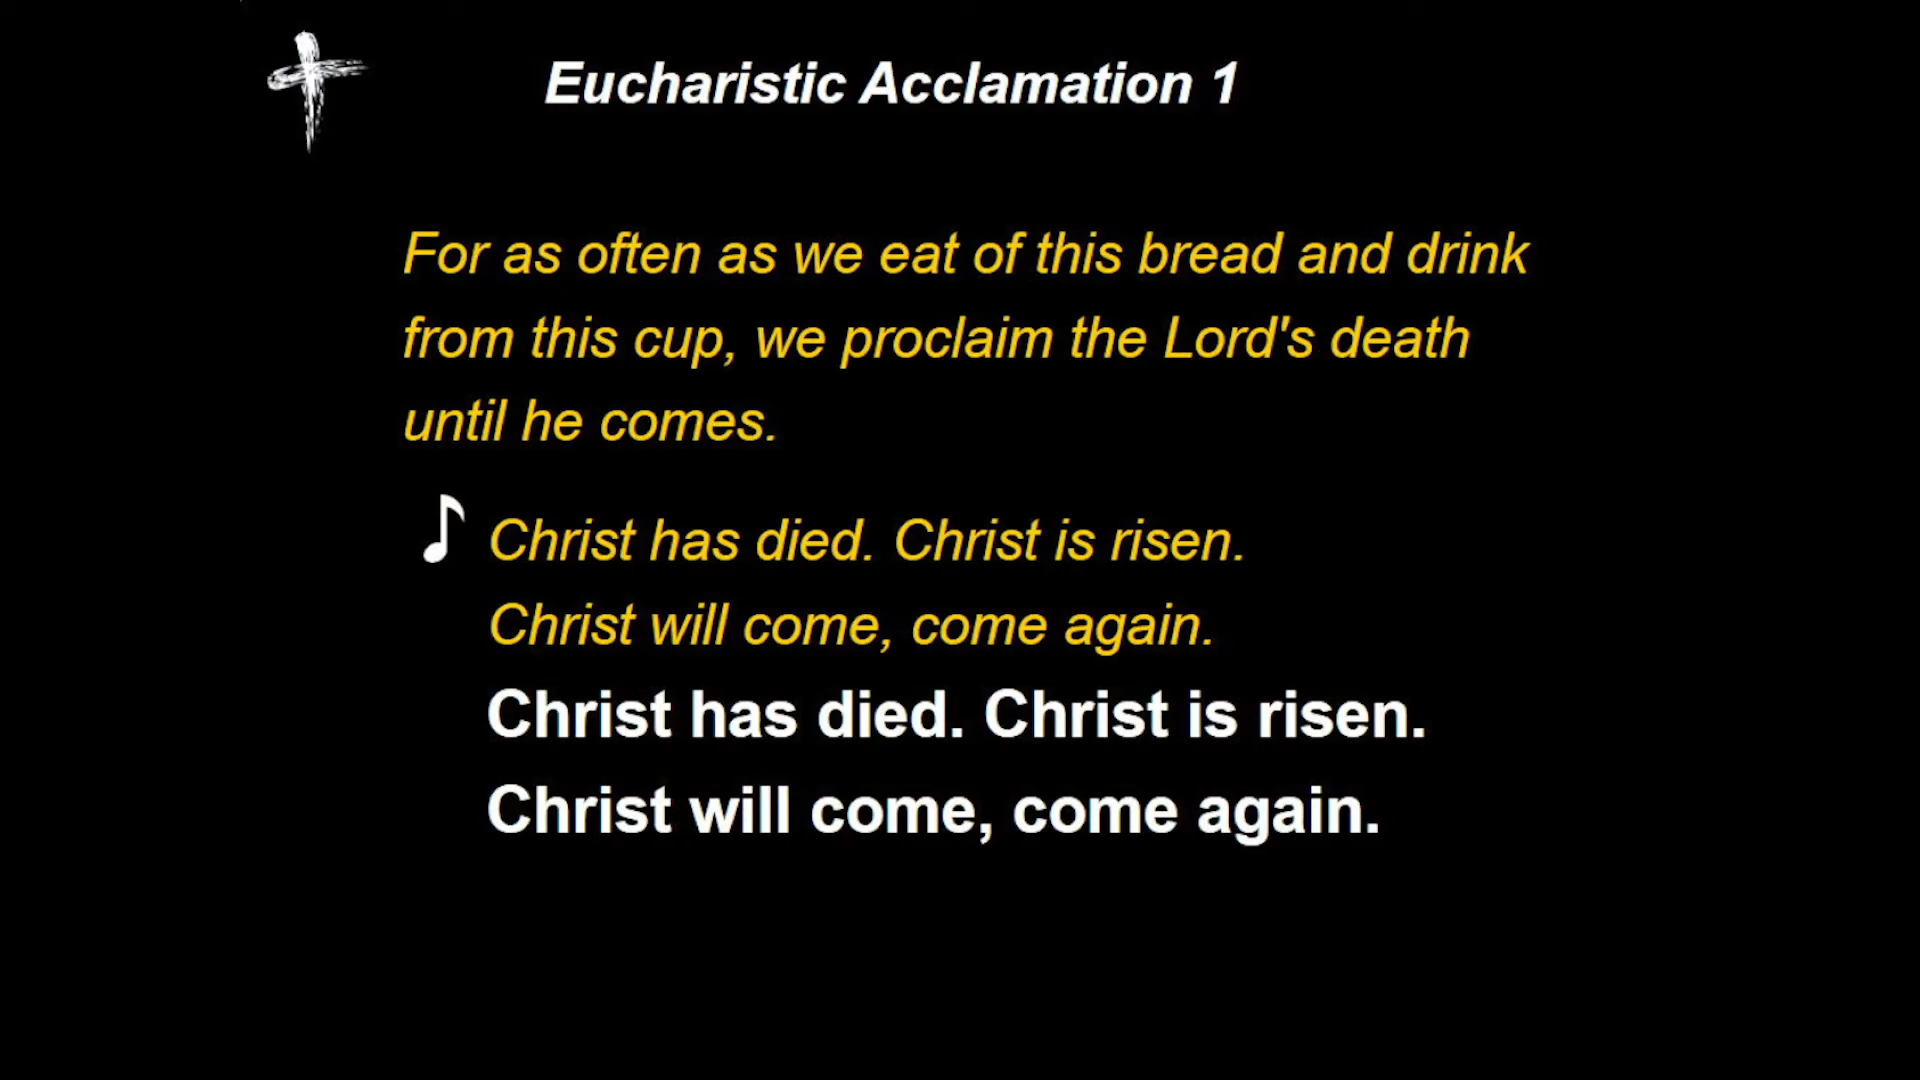 Eucharistic Acclamation 1
For as often as we eat of this bread and drink
from this cup, we proclaim the Lord's death
until he comes.
Christ has died. Christ is risen.
Christ will come, come again.
Christ has died. Christ is risen.
Christ will come, come again.